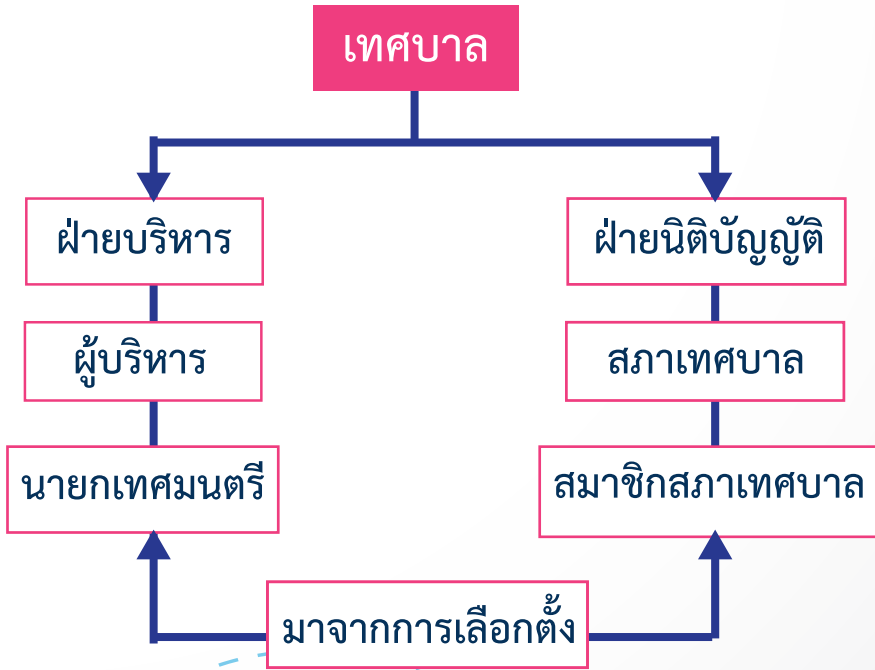 เทศบาล
ฝ่ายบริหาร
ฝ่ายนิติบัญญัติ
ผู้บริหาร
สภาเทศบาล
นายกเทศมนตรี
สมาชิกสภาเทศบาล
มาจากการเลือกตั้ง